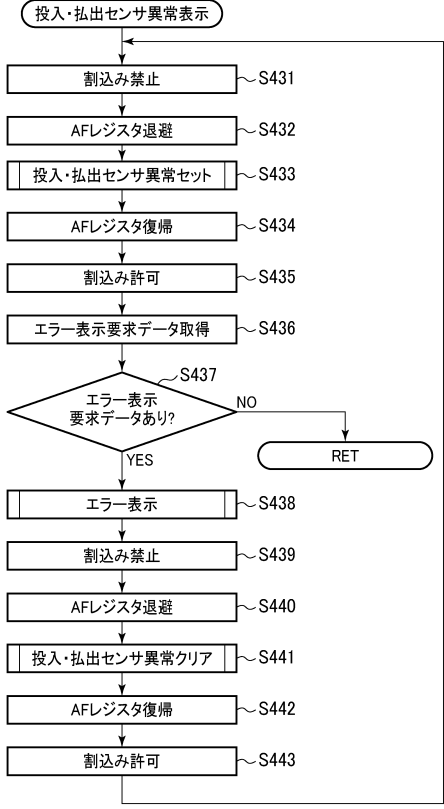 投入・払出センサ異常表示
割込み禁止 S431
AFレジスタ退避 S432
投入・払出センサ異常セット S433
AFレジスタ復帰 S434
割込み許可 S435
エラー表示要求データ取得 S436
S437
エラー表示
要求データあり?
NO
YES
RET
エラー表示 S438
割込み禁止 S439
AFレジスタ退避 S440
投入・払出センサ異常クリア S441
AFレジスタ復帰 S442
割込み許可 S443